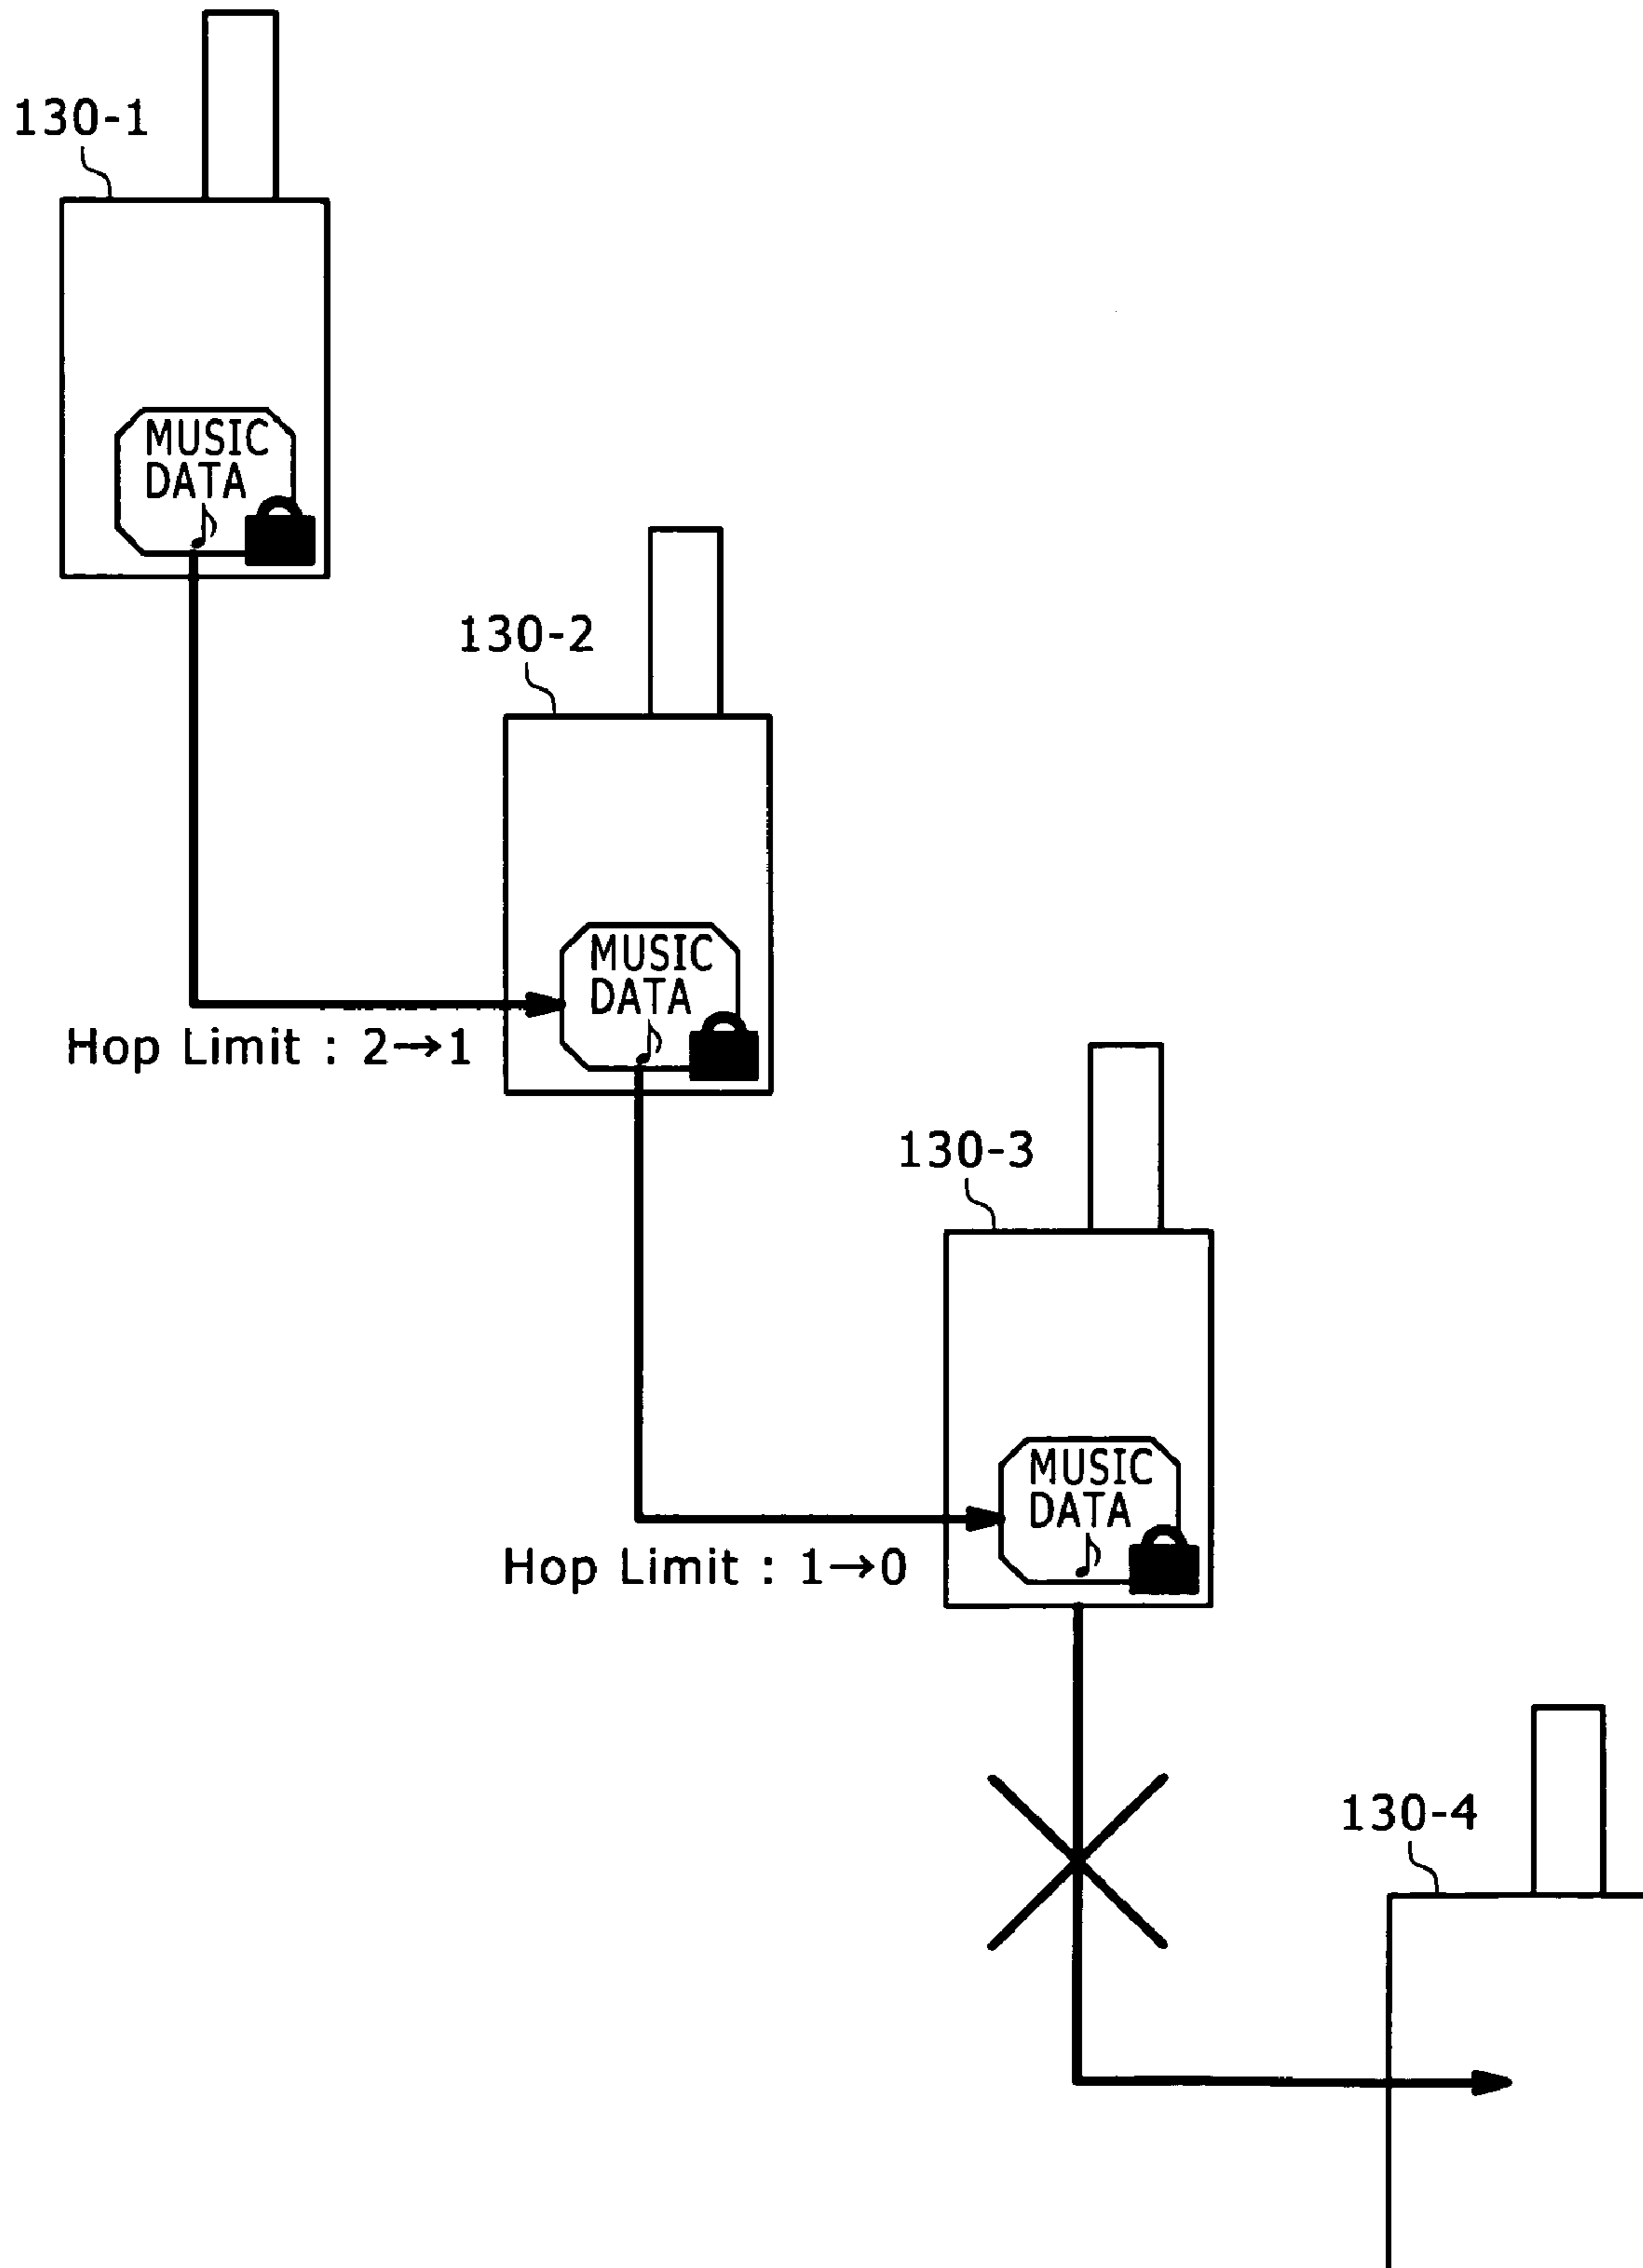 130-1
MUSIC
DATA
130-2
MUSIC
DATA
Hop Limit : 2→1
130-3
MUSIC
DATA
Hop Limit : 1→0
130-4